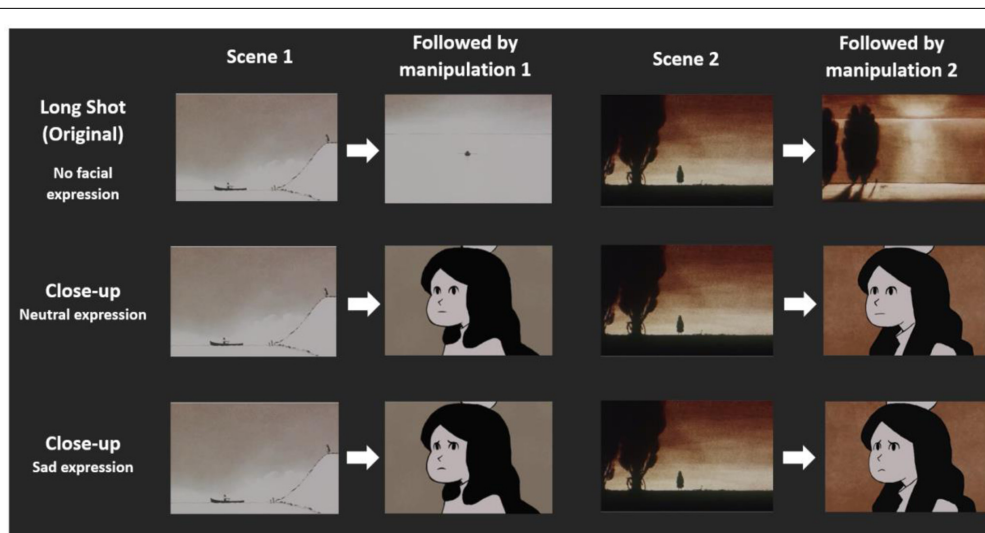 Scene 1
Followed by
manipulation 1
Scene 2
Followed by
manipulation 2
Long Shot
(Original)
No facial
expression
Close-up
Neutral expression
Close-up
Sad expression